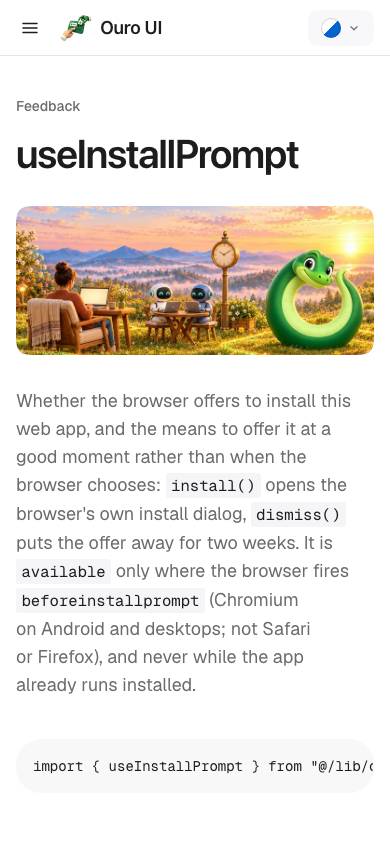 Ouro UI
Feedback
useInstallPrompt
Whether the browser offers to install this
web app, and the means to offer it at a
good moment rather than when the
browser chooses: install() opens the
browser's own install dialog, dismiss()
puts the offer away for two weeks. It is
available only where the browser fires
beforeinstallprompt (Chromium
on Android and desktops; not Safari
or Firefox), and never while the app
already runs installed.
import { useInstallPrompt } from "@/lib/